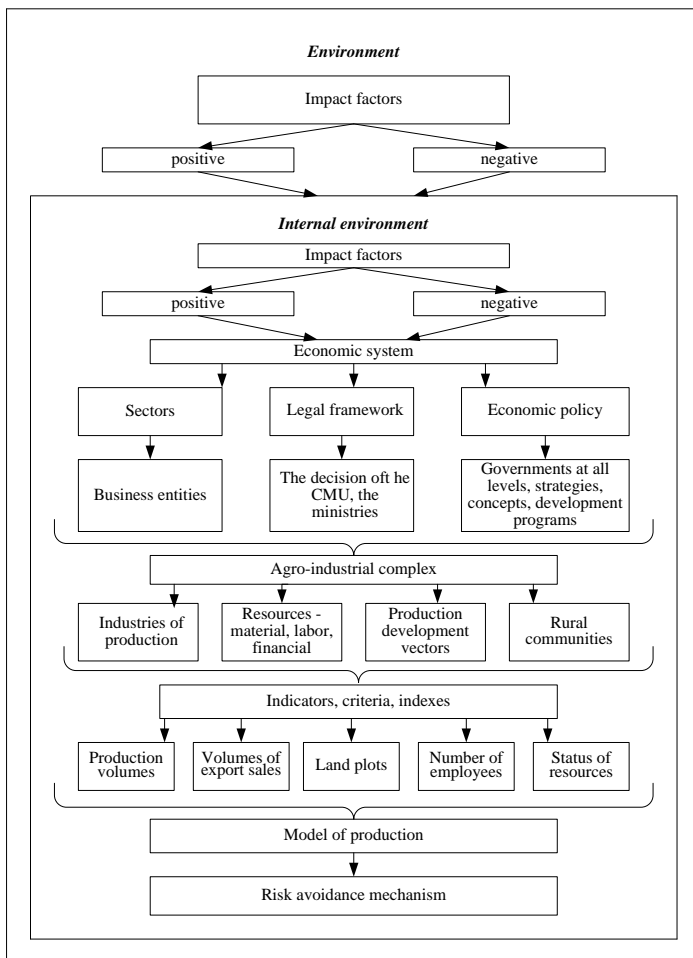 Environment
Impact factors
positive
negative
Internal environment
Impact factors
positive
negative
Economic system
Sectors
Legal framework
Economic policy
Business entities
The decision oft he
CMU, the
ministries
Governments at all
levels, strategies,
concepts, development
programs
Agro-industrial complex
Industries of
production
Resources -
material, labor,
financial
Production
development
vectors
Rural
communities
Indicators, criteria, indexes
Production
volumes
Volumes of
export sales
Land plots
Number of
employees
Status of
resources
Model of production
Risk avoidance mechanism